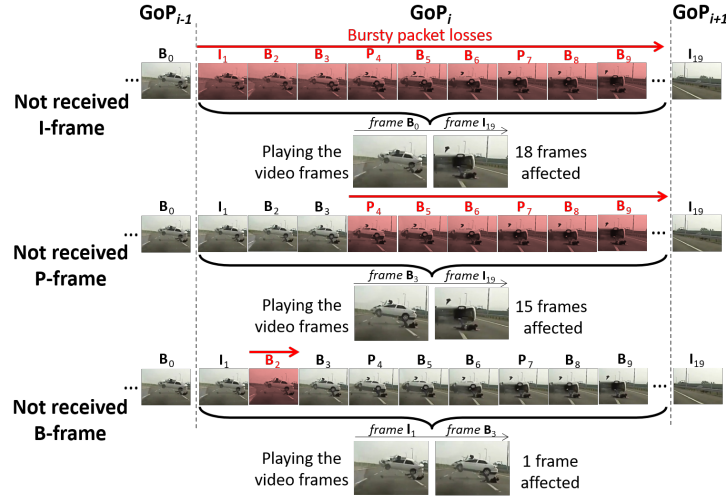 GoPi-1 GoPi GoPi+1
Bursty packet losses
B0 I1 B2 B3 P4 B5 B6 P7 B8 B9 I19
... ...
Not received
I-frame
frame B0 frame I19
Playing the
video frames
18 frames
affected
B0 I1 B2 B3 P4 B5 B6 P7 B8 B9 I19
... ...
Not received
P-frame
frame B3 frame I19
Playing the
video frames
15 frames
affected
B0 I1 B2 B3 P4 B5 B6 P7 B8 B9 I19
... ...
Not received
B-frame
frame I1 frame B3
Playing the
video frames
1 frame
affected